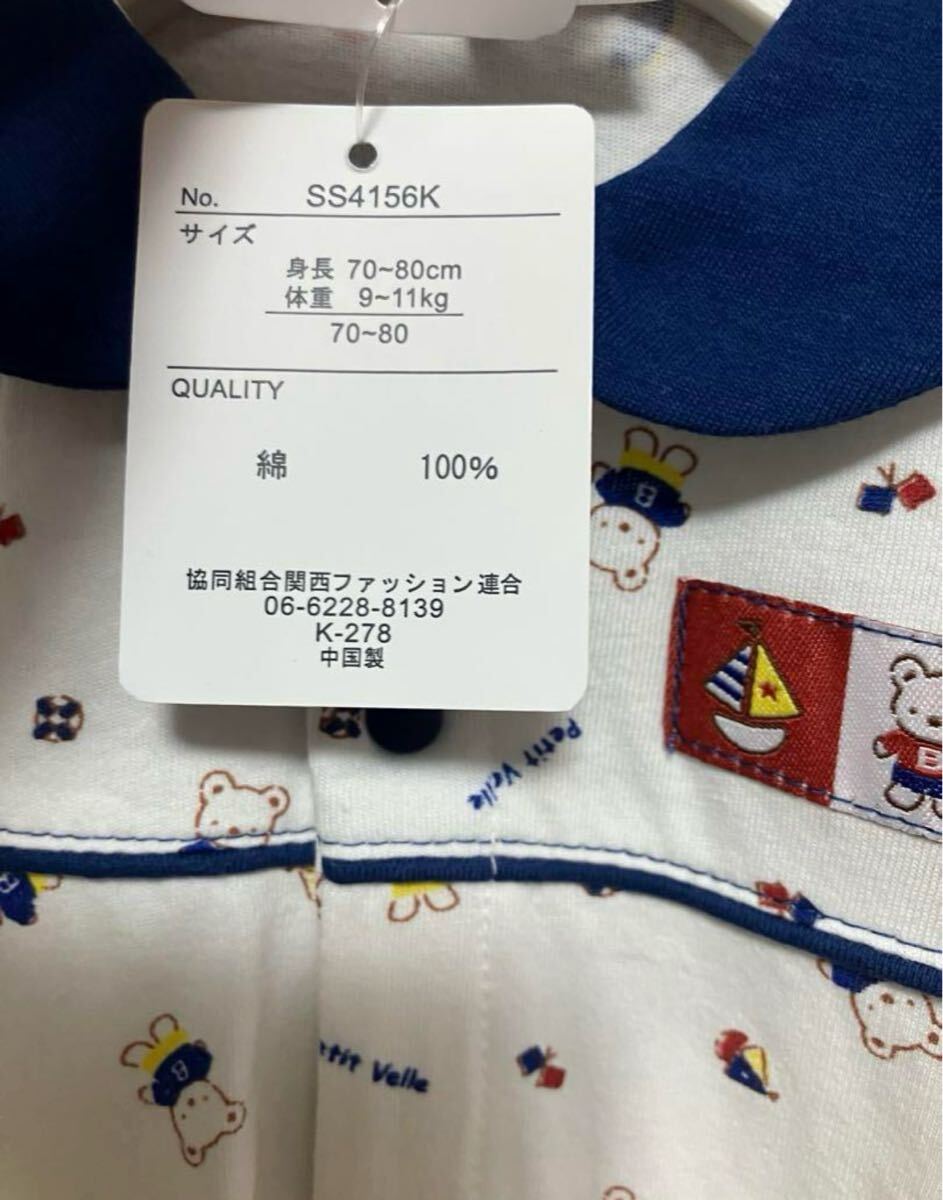 No. SS4156K
サイズ
身長 70~80cm
体重 9~11kg
70~80
QUALITY
綿 100%
協同組合関西ファッション連合
06-6228-8139
K-278
中国製
B
Petit Velle
B
B
etit Velle
B